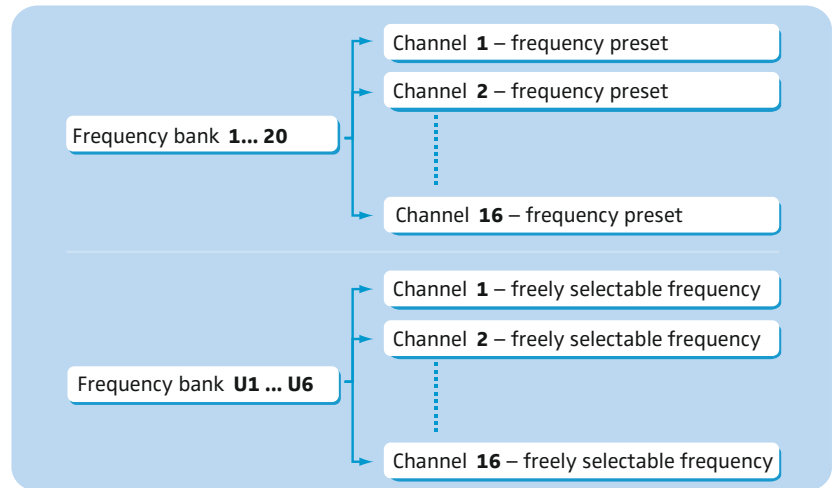 Channel 1 – frequency preset
Channel 2 – frequency preset
Frequency bank 1... 20
Channel 16 – frequency preset
Channel 1 – freely selectable frequency
Channel 2 – freely selectable frequency
Frequency bank U1 ... U6
Channel 16 – freely selectable frequency